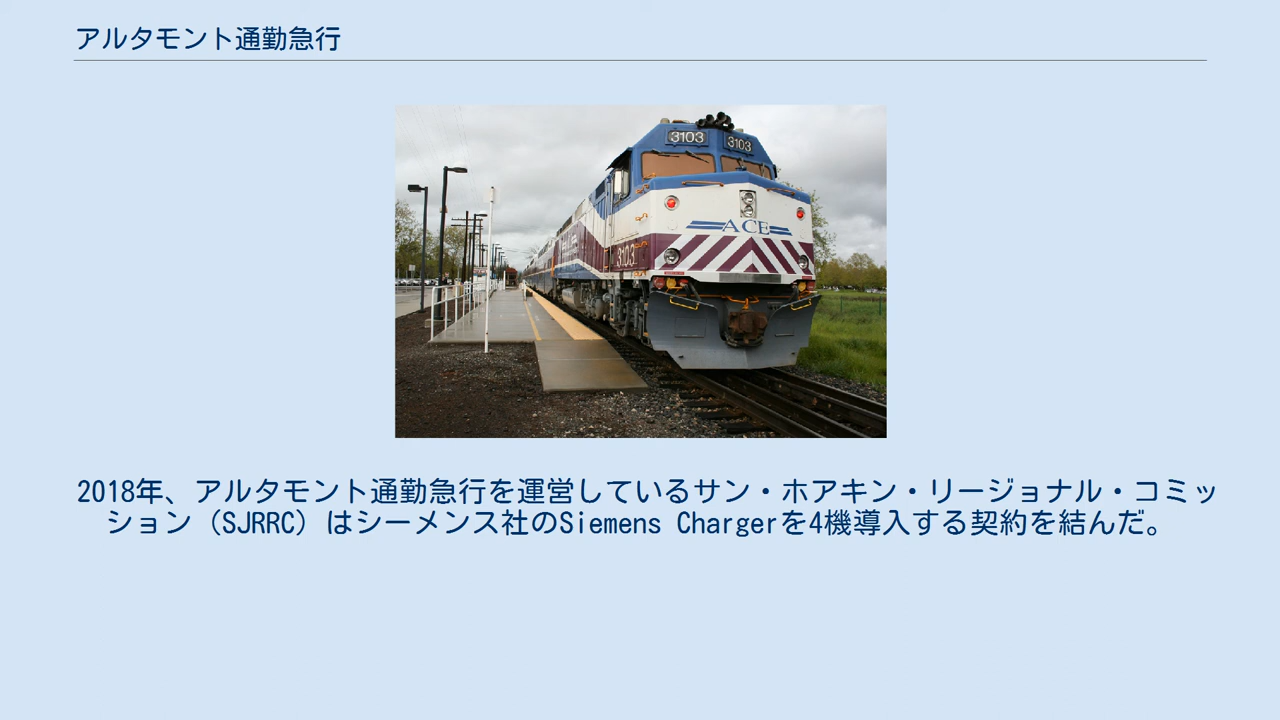 アルタモント通勤急行
3103
3103
ACE
3103
2018年、アルタモント通勤急行を運営しているサン・ホアキン・リージョナル・コミッ
ション（SJRRC）はシーメンス社のSiemens Chargerを4機導入する契約を結んだ。